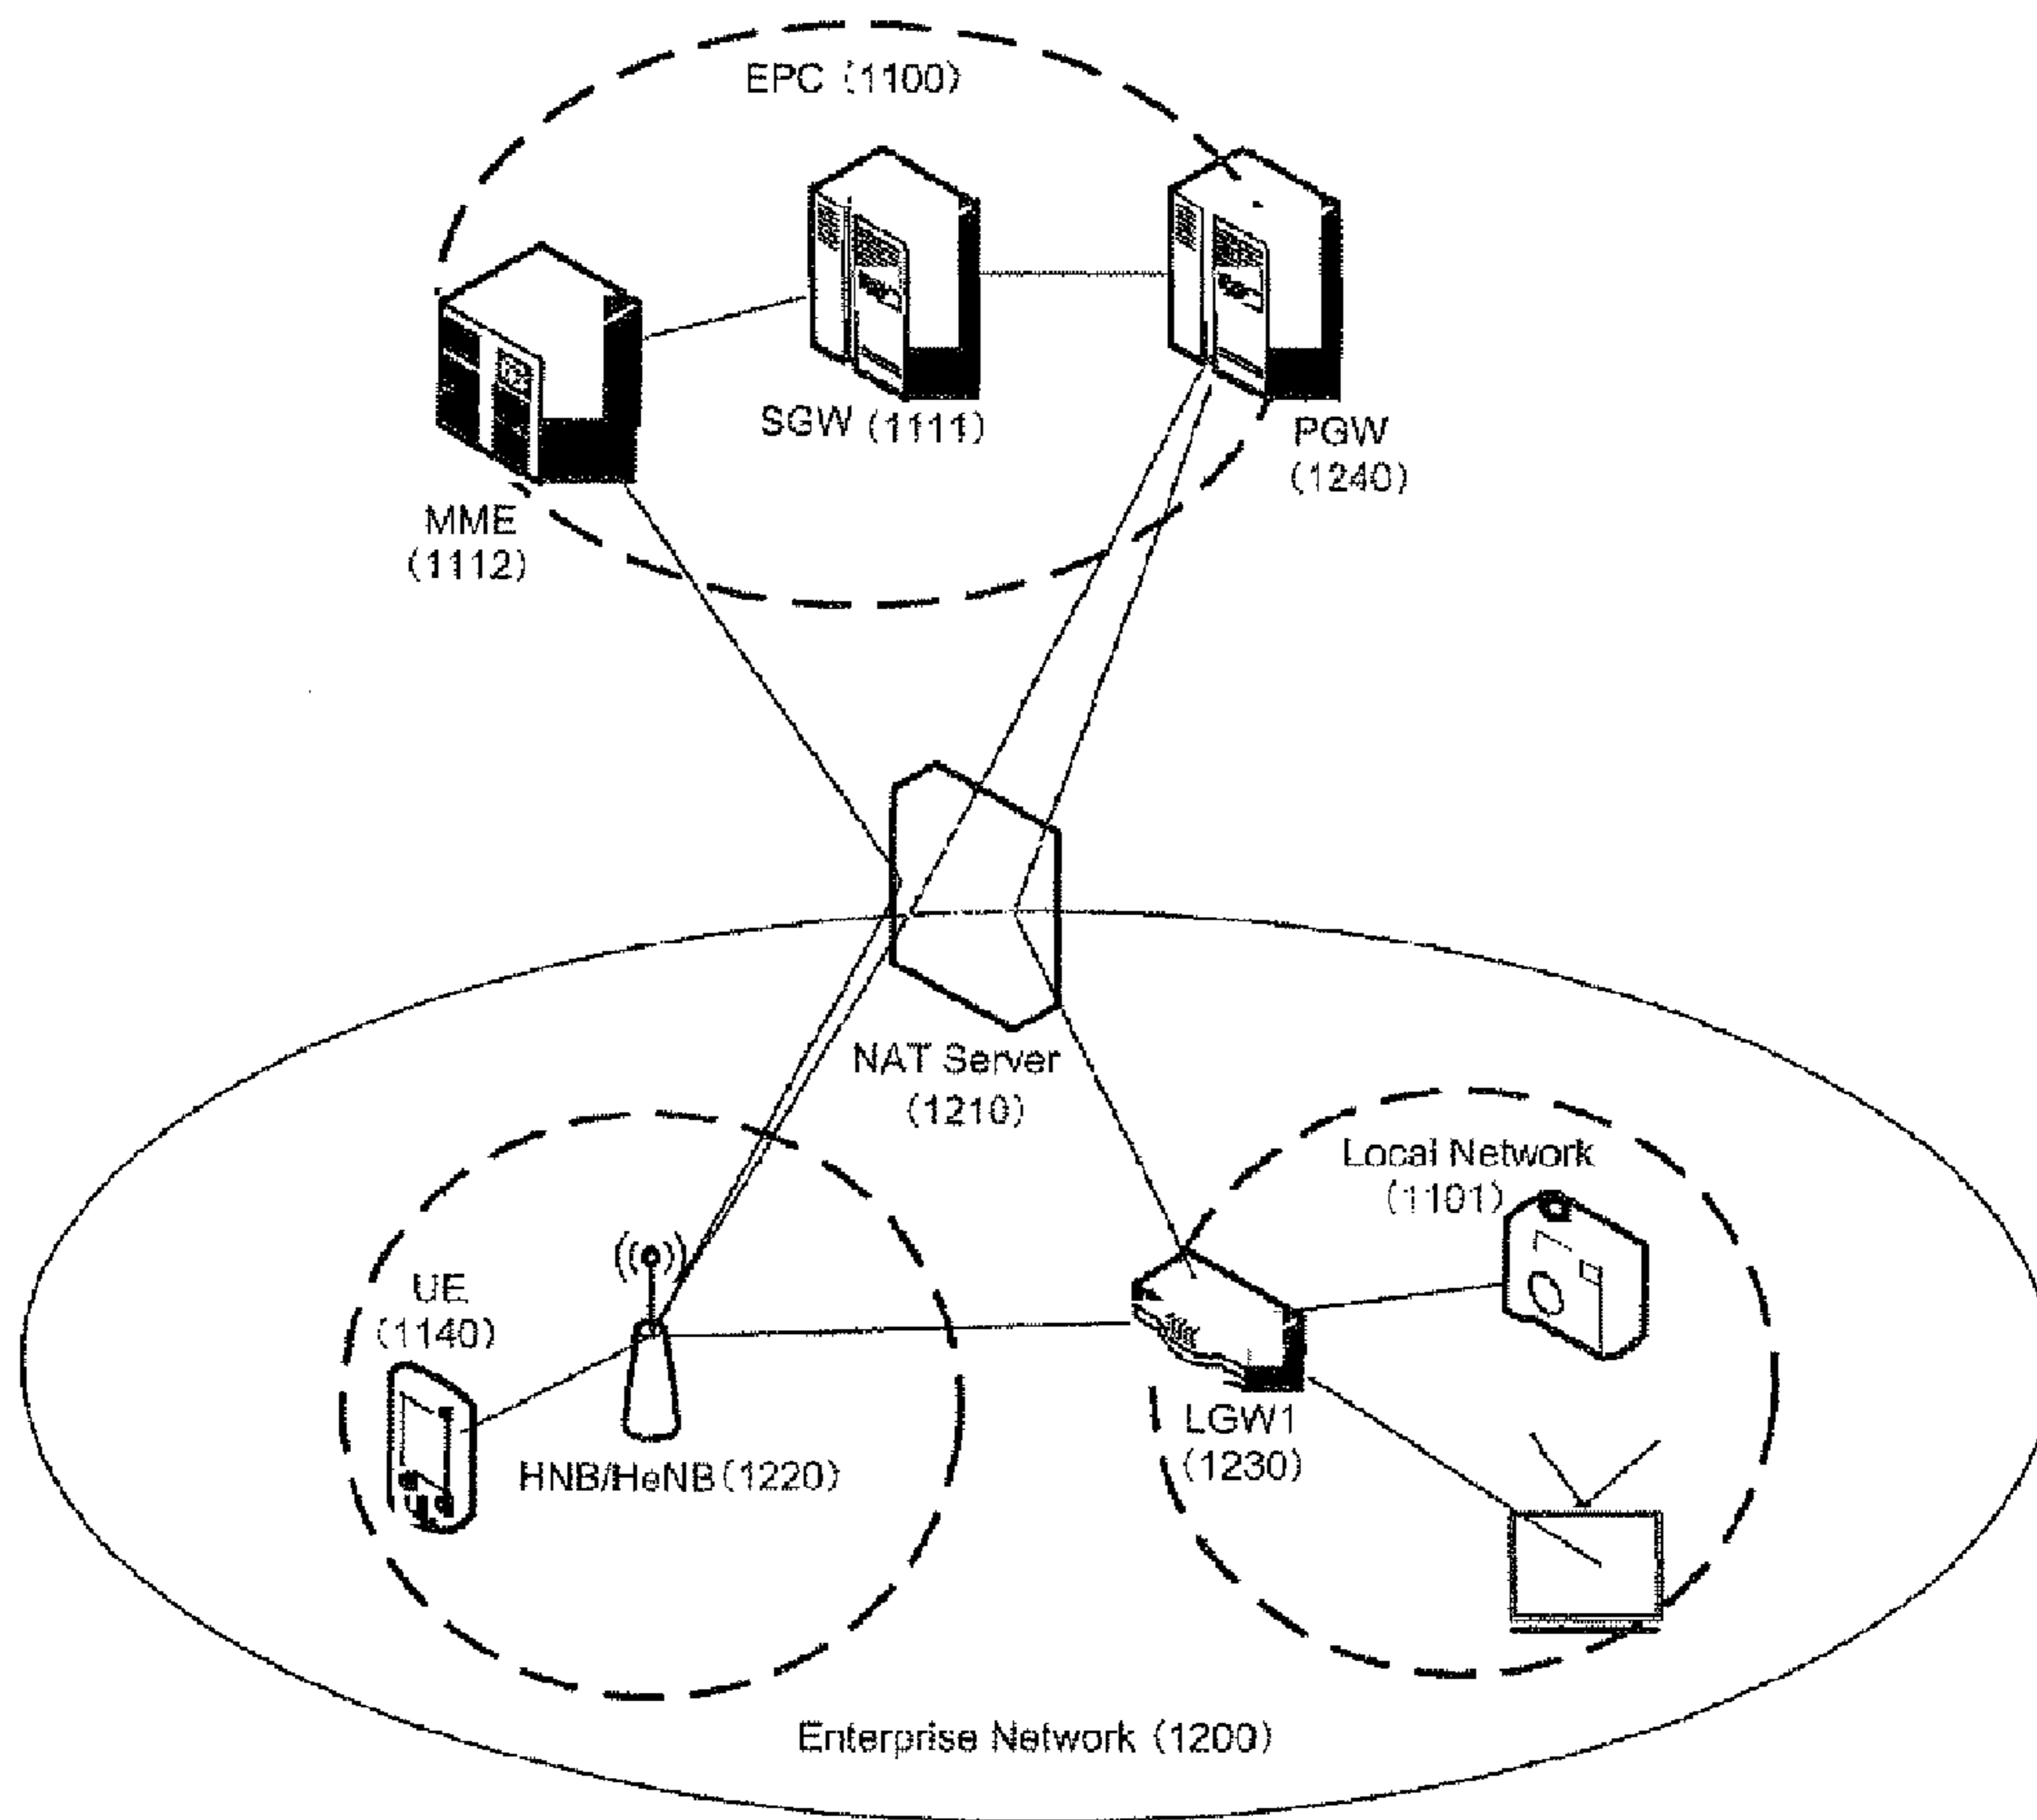 EPC (1100)
SGW (1111)
PGW
(1240)
MME
(1112)
NAT Server
(1210)
Local Network
(1101)
UE
(1140)
HNB/HeNB (1220)
LGW1
(1230)
Enterprise Network (1200)